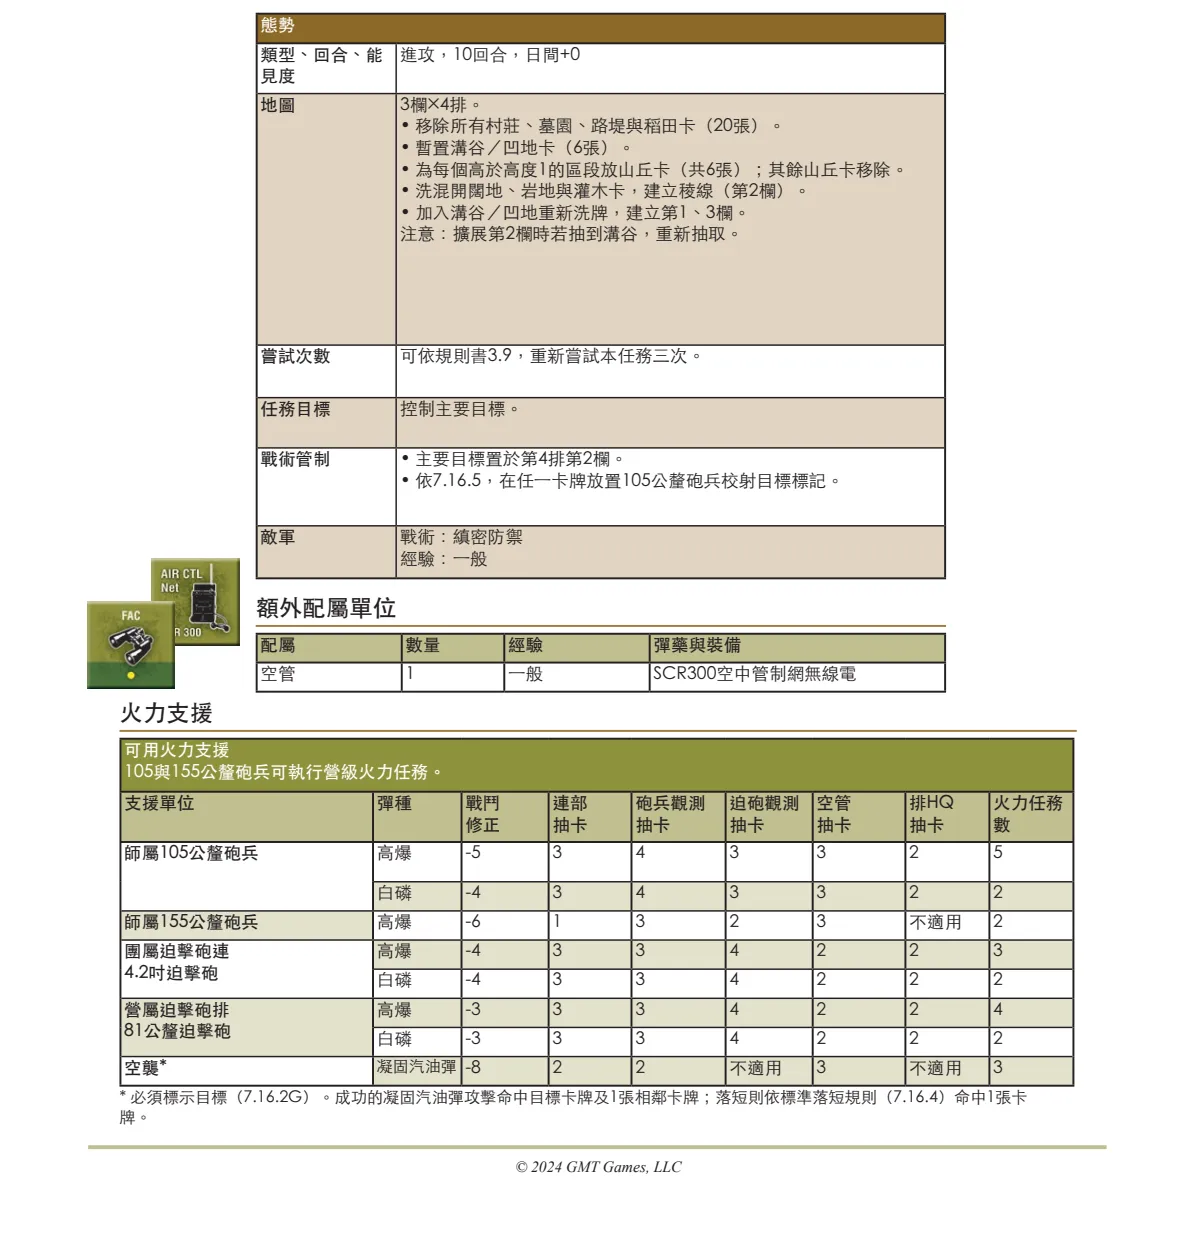 態勢
類型、回合、能 進攻，10回合，日間+0
見度
地圖 3欄×4排。
• 移除所有村莊、墓園、路堤與稻田卡（20張）。
• 暫置溝谷／凹地卡（6張）。
• 為每個高於高度1的區段放山丘卡（共6張）；其餘山丘卡移除。
• 洗混開闊地、岩地與灌木卡，建立稜線（第2欄）。
• 加入溝谷／凹地重新洗牌，建立第1、3欄。
注意：擴展第2欄時若抽到溝谷，重新抽取。
嘗試次數 可依規則書3.9，重新嘗試本任務三次。
任務目標 控制主要目標。
戰術管制 • 主要目標置於第4排第2欄。
• 依7.16.5，在任一卡牌放置105公釐砲兵校射目標標記。
敵軍 戰術：縝密防禦
經驗：一般
AIR CTL
Net
R 300
FAC
額外配屬單位
配屬 數量 經驗 彈藥與裝備
空管 1 一般 SCR300空中管制網無線電
火力支援
可用火力支援
105與155公釐砲兵可執行營級火力任務。
支援單位 彈種 戰鬥修正 連部抽卡 砲兵觀測抽卡 迫砲觀測抽卡 空管抽卡 排HQ抽卡 火力任務數
師屬105公釐砲兵 高爆 -5 3 4 3 3 2 5
白磷 -4 3 4 3 3 2 2
師屬155公釐砲兵 高爆 -6 1 3 2 3 不適用 2
團屬迫擊砲連 高爆 -4 3 3 4 2 2 3
4.2吋迫擊砲 白磷 -4 3 3 4 2 2 2
營屬迫擊砲排 高爆 -3 3 3 4 2 2 4
81公釐迫擊砲 白磷 -3 3 3 4 2 2 2
空襲* 凝固汽油彈 -8 2 2 不適用 3 不適用 3
* 必須標示目標（7.16.2G）。成功的凝固汽油彈攻擊命中目標卡牌及1張相鄰卡牌；落短則依標準落短規則（7.16.4）命中1張卡
牌。
© 2024 GMT Games, LLC